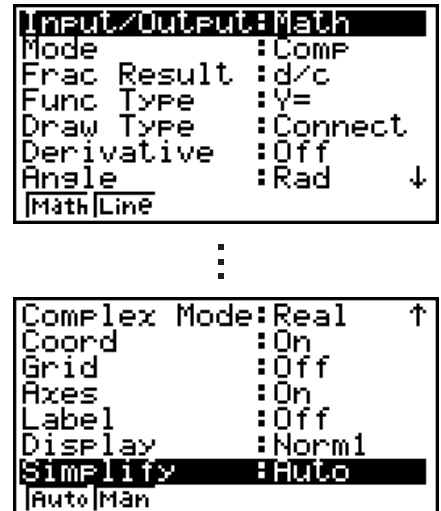 Input/Output:Math
Mode :Comp
Frac Result :d/c
Func Type :Y=
Draw Type :Connect
Derivative :Off
Angle :Rad ↓
Math Line
⋮
Complex Mode:Real ↑
Coord :On
Grid :Off
Axes :On
Label :Off
Display :Norm1
Simplify :Auto
Auto Man